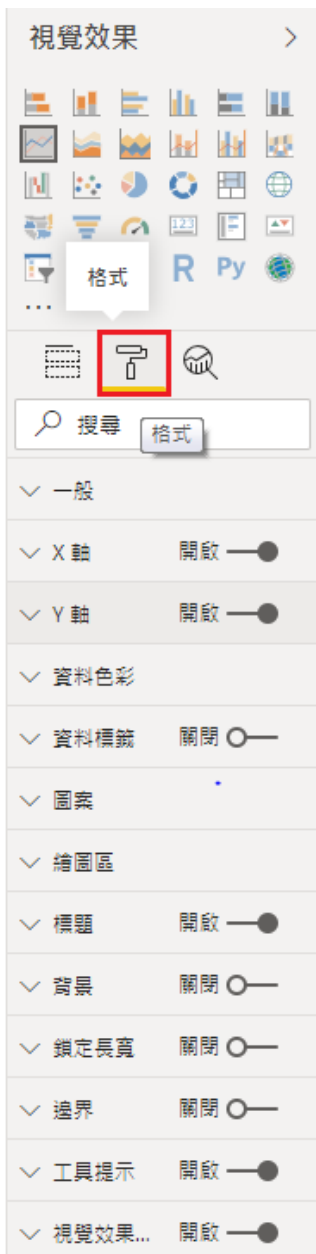 視覺效果
123
格式
R Py
...
搜尋
格式
一般
X 軸 開啟
Y 軸 開啟
資料色彩
資料標籤 關閉
圖案
繪圖區
標題 開啟
背景 關閉
鎖定長寬 關閉
邊界 關閉
工具提示 開啟
視覺效果... 開啟